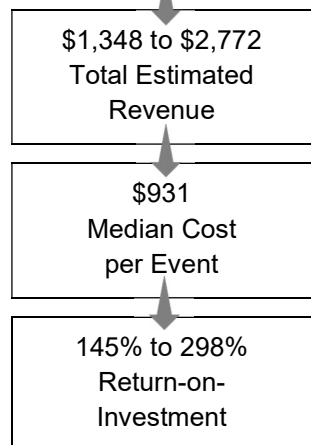 $1,348 to $2,772
Total Estimated
Revenue
$931
Median Cost
per Event
145% to 298%
Return-on-
Investment